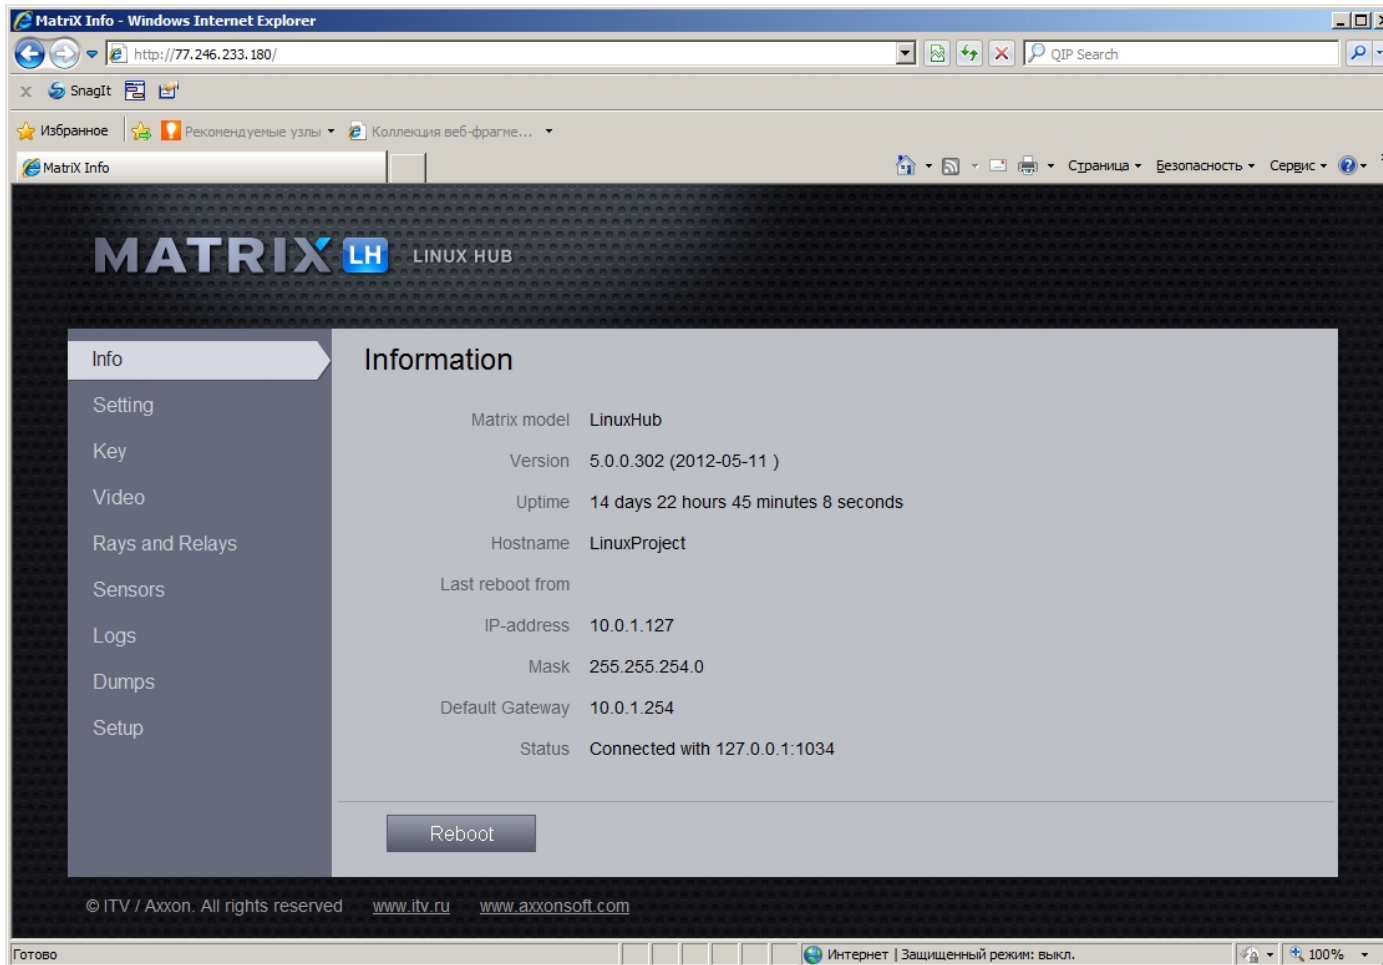 MatriX Info - Windows Internet Explorer
http://77.246.233.180/
QIP Search
x SnagIt
Избранное Рекомендуемые узлы Коллекция веб-фрагме...
MatriX Info Страница Безопасность Сервис
MATRIX LH LINUX HUB
Info
Setting
Key
Video
Rays and Relays
Sensors
Logs
Dumps
Setup
Information
Matrix model LinuxHub
Version 5.0.0.302 (2012-05-11 )
Uptime 14 days 22 hours 45 minutes 8 seconds
Hostname LinuxProject
Last reboot from
IP-address 10.0.1.127
Mask 255.255.254.0
Default Gateway 10.0.1.254
Status Connected with 127.0.0.1:1034
Reboot
© ITV / Axxon. All rights reserved www.itv.ru www.axxonsoft.com
Готово Интернет | Защищенный режим: выкл. 100%